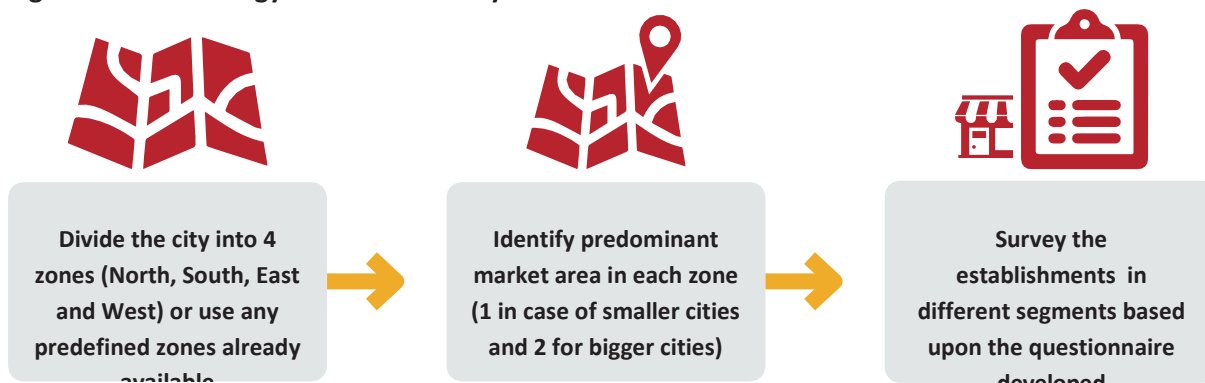 Divide the city into 4
zones (North, South, East
and West) or use any
predefined zones already
available
Identify predominant
market area in each zone
(1 in case of smaller cities
and 2 for bigger cities)
Survey the
establishments in
different segments based
upon the questionnaire
developed